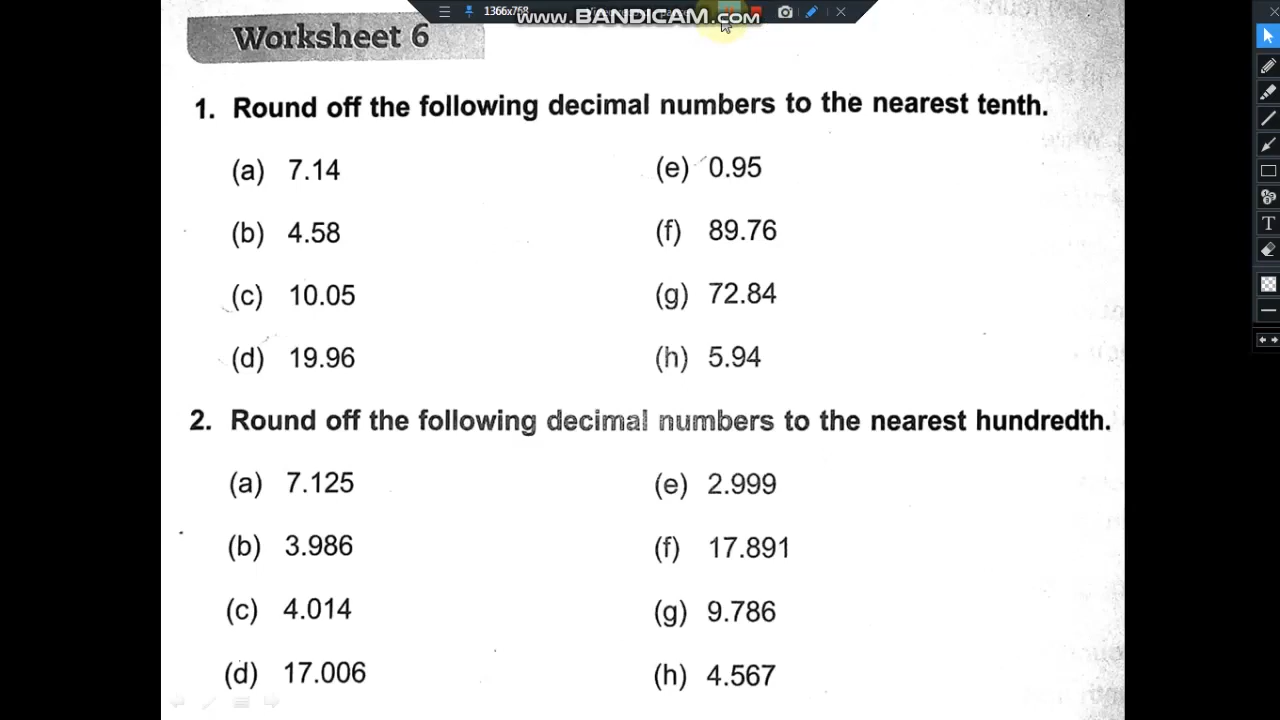 1366x768
www.BANDICAM.com
Worksheet 6
1. Round off the following decimal numbers to the nearest tenth.
(a) 7.14
(e) 0.95
(b) 4.58
(f) 89.76
(c) 10.05
(g) 72.84
(d) 19.96
(h) 5.94
2. Round off the following decimal numbers to the nearest hundredth.
(a) 7.125
(e) 2.999
(b) 3.986
(f) 17.891
(c) 4.014
(g) 9.786
(d) 17.006
(h) 4.567